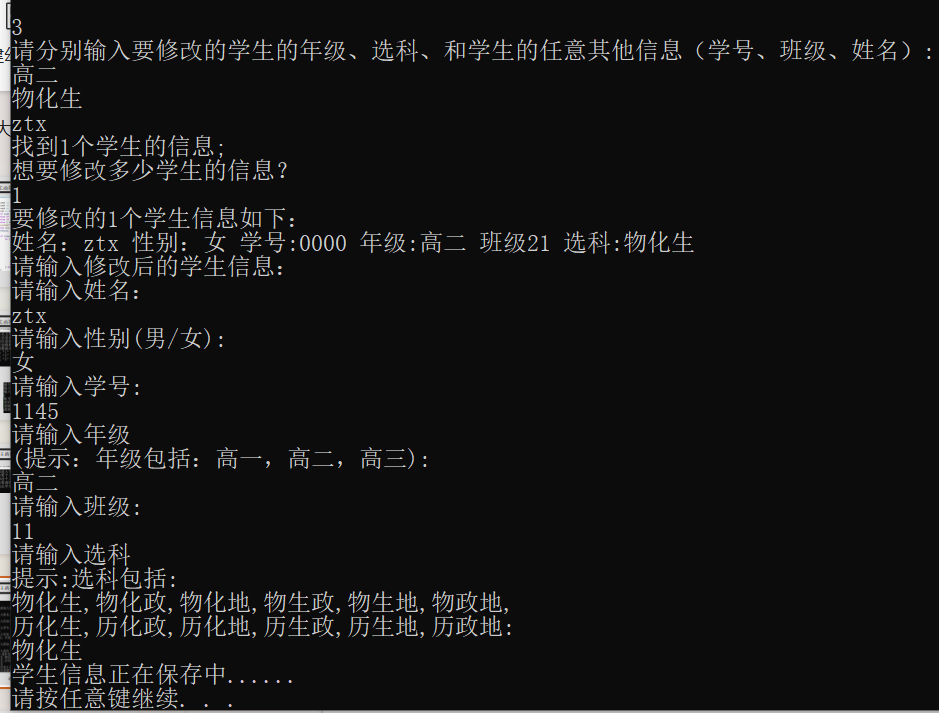 3
请分别输入要修改的学生的年级、选科、和学生的任意其他信息（学号、班级、姓名）:
高二
物化生
ztx
找到1个学生的信息;
想要修改多少学生的信息?
1
要修改的1个学生信息如下:
姓名: ztx 性别: 女 学号:0000 年级:高二 班级21 选科:物化生
请输入修改后的学生信息:
请输入姓名:
ztx
请输入性别(男/女):
女
请输入学号:
1145
请输入年级
(提示: 年级包括: 高一, 高二, 高三):
高二
请输入班级:
11
请输入选科
提示:选科包括:
物化生,物化政,物化地,物生政,物生地,物政地,
历化生,历化政,历化地,历生政,历生地,历政地:
物化生
学生信息正在保存中......
请按任意键继续. . .